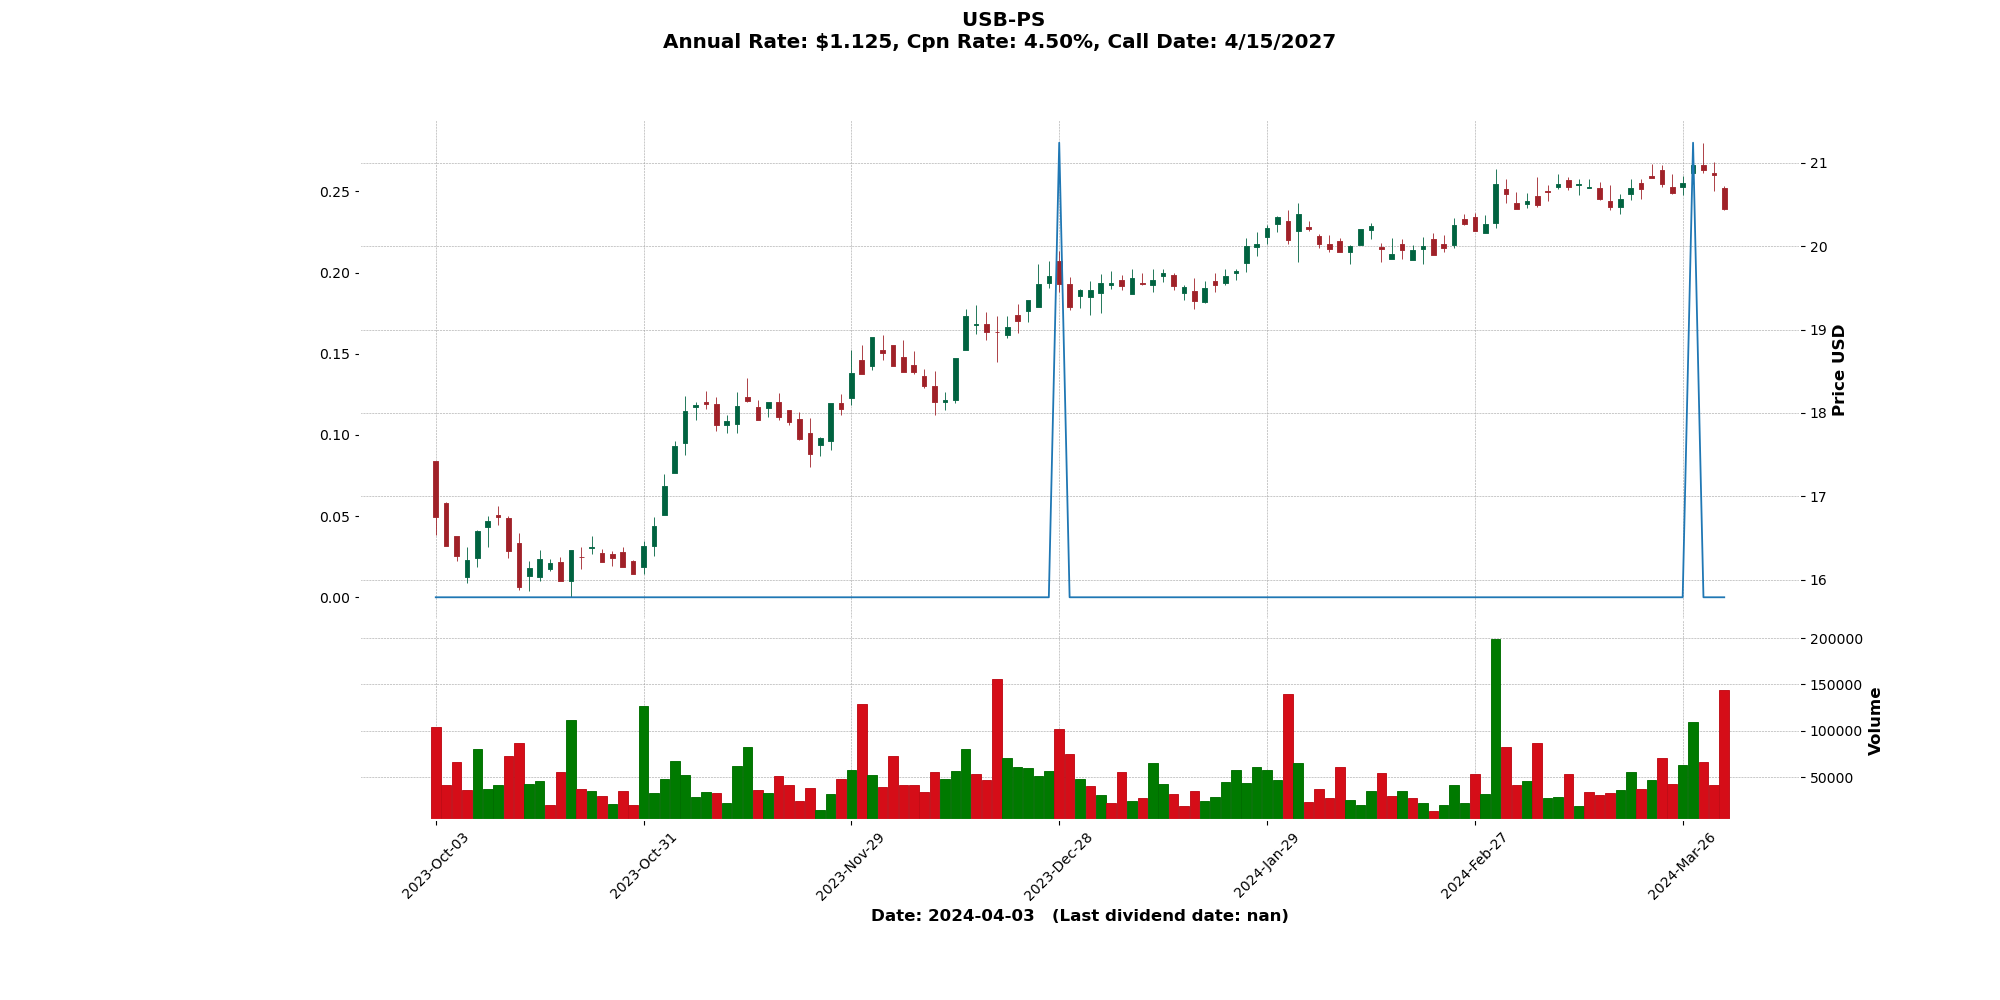 USB-PS
Annual Rate: $1.125, Cpn Rate: 4.50%, Call Date: 4/15/2027
0.25
0.20
0.15
0.10
0.05
0.00
21
20
19
18
17
16
Price USD
200000
150000
100000
50000
Volume
2023-Oct-03
2023-Oct-31
2023-Nov-29
2023-Dec-28
2024-Jan-29
2024-Feb-27
2024-Mar-26
Date: 2024-04-03 (Last dividend date: nan)